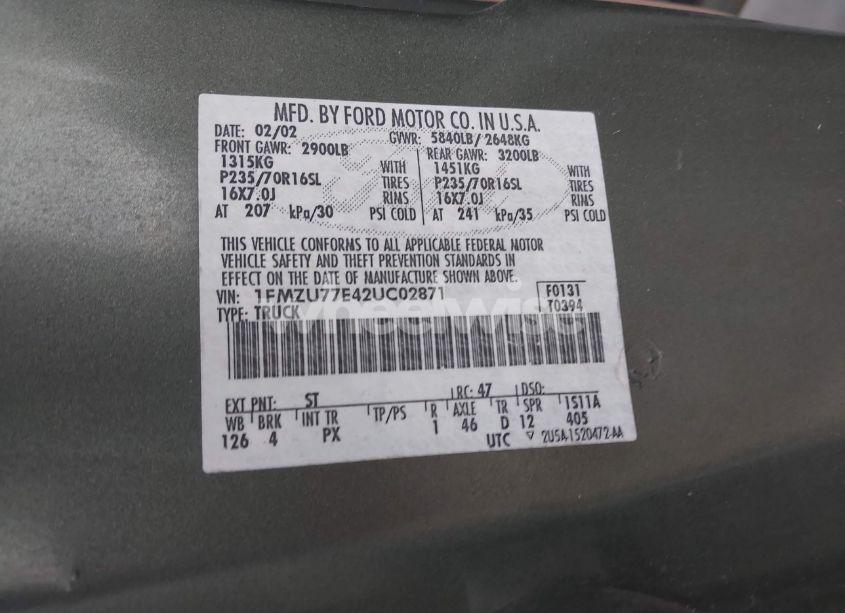 MFD. BY FORD MOTOR CO. IN U.S.A.
DATE: 02/02 GVWR: 5840LB/ 2648KG
FRONT GAWR: 2900LB REAR GAWR: 3200LB
1315KG WITH 1451KG WITH
P235/70R16SL TIRES P235/70R16SL TIRES
16X7.0J RIMS 16X7.0J RIMS
AT 207 kPa/30 PSI COLD AT 241 kPa/35 PSI COLD
THIS VEHICLE CONFORMS TO ALL APPLICABLE FEDERAL MOTOR
VEHICLE SAFETY AND THEFT PREVENTION STANDARDS IN
EFFECT ON THE DATE OF MANUFACTURE SHOWN ABOVE.
VIN: 1FMZU77E42UC02871 F0131
TYPE: TRUCK T0394
EXT PNT: ST RC: 47 DSO:
WB BRK INT TR TP/PS R AXLE TR SPR 1S11A
126 4 PX 1 46 D 12 405
UTC ▽ 2U5A-1520472-AA